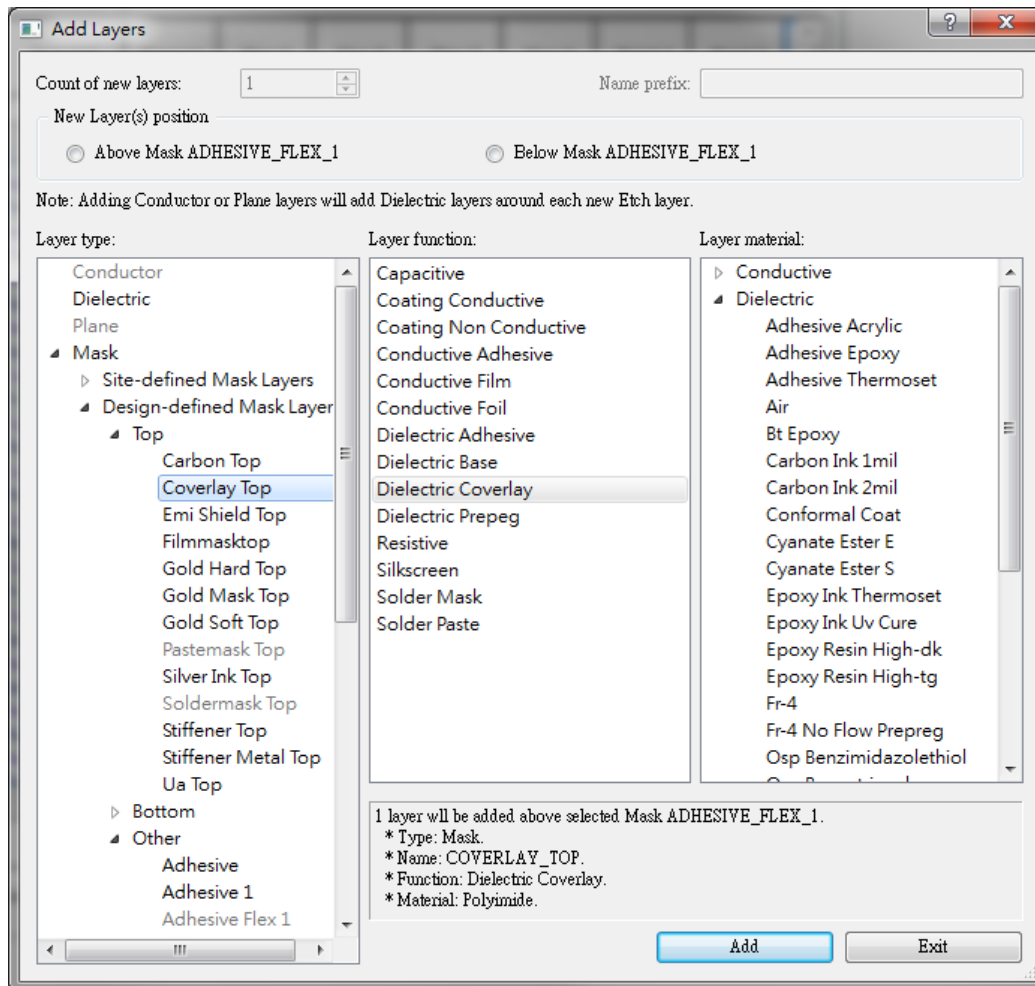 Add Layers
Count of new layers: 1 Name prefix:
New Layer(s) position
Above Mask ADHESIVE_FLEX_1 Below Mask ADHESIVE_FLEX_1
Note: Adding Conductor or Plane layers will add Dielectric layers around each new Etch layer.
Layer type:
Conductor
Dielectric
Plane
Mask
Site-defined Mask Layers
Design-defined Mask Layer
Top
Carbon Top
Coverlay Top
Emi Shield Top
Filmmasktop
Gold Hard Top
Gold Mask Top
Gold Soft Top
Pastemask Top
Silver Ink Top
Soldermask Top
Stiffener Top
Stiffener Metal Top
Ua Top
Bottom
Other
Adhesive
Adhesive 1
Adhesive Flex 1
Layer function:
Capacitive
Coating Conductive
Coating Non Conductive
Conductive Adhesive
Conductive Film
Conductive Foil
Dielectric Adhesive
Dielectric Base
Dielectric Coverlay
Dielectric Prepeg
Resistive
Silkscreen
Solder Mask
Solder Paste
Layer material:
Conductive
Dielectric
Adhesive Acrylic
Adhesive Epoxy
Adhesive Thermoset
Air
Bt Epoxy
Carbon Ink 1mil
Carbon Ink 2mil
Conformal Coat
Cyanate Ester E
Cyanate Ester S
Epoxy Ink Thermoset
Epoxy Ink Uv Cure
Epoxy Resin High-dk
Epoxy Resin High-tg
Fr-4
Fr-4 No Flow Prepreg
Osp Benzimidazolethiol
1 layer wll be added above selected Mask ADHESIVE_FLEX_1.
* Type: Mask.
* Name: COVERLAY_TOP.
* Function: Dielectric Coverlay.
* Material: Polyimide.
Add Exit